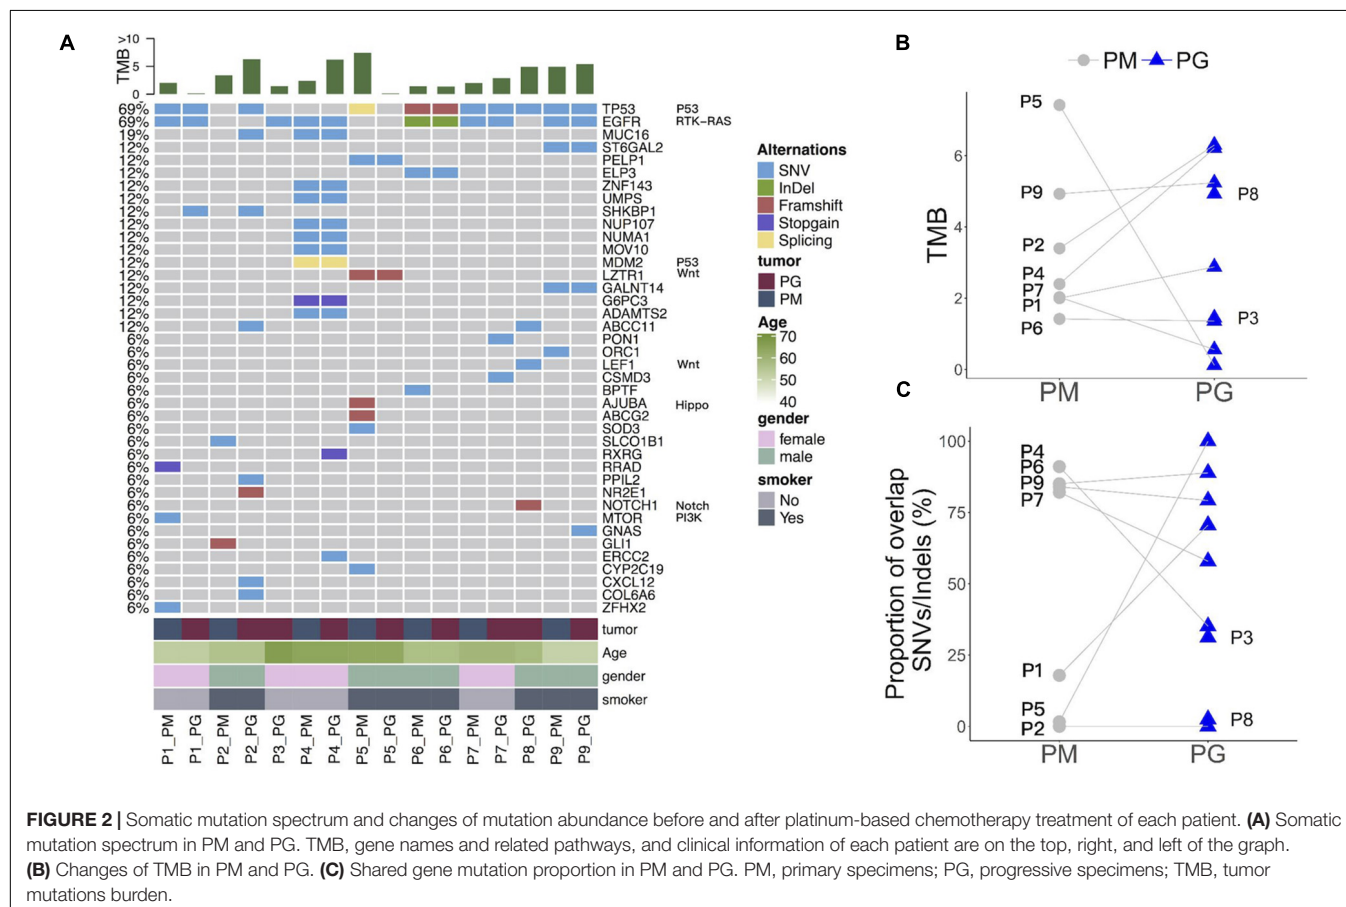 A
TMB
>10
5
0
69% TP53 P53
69% EGFR RTK−RAS
19% MUC16
12% ST6GAL2
12% PELP1
12% ELP3
12% ZNF143
12% UMPS
12% SHKBP1
12% NUP107
12% NUMA1
12% MOV10
12% MDM2 P53
12% LZTR1 Wnt
12% GALNT14
12% G6PC3
12% ADAMTS2
12% ABCC11
6% PON1
6% ORC1
6% LEF1 Wnt
6% CSMD3
6% BPTF
6% AJUBA Hippo
6% ABCG2
6% SOD3
6% SLCO1B1
6% RXRG
6% RRAD
6% PPIL2
6% NR2E1
6% NOTCH1 Notch
6% MTOR PI3K
6% GNAS
6% GLI1
6% ERCC2
6% CYP2C19
6% CXCL12
6% COL6A6
6% ZFHX2
tumor
Age
gender
smoker
P1_PM P1_PG P2_PM P2_PG P3_PG P4_PM P4_PG P5_PM P5_PG P6_PM P6_PG P7_PM P7_PG P8_PG P9_PM P9_PG
Alternations
SNV
InDel
Framshift
Stopgain
Splicing
tumor
PG
PM
Age
70
60
50
40
gender
female
male
smoker
No
Yes
B
PM PG
TMB
6
4
2
0
P5
P9
P2
P4
P7
P1
P6
P8
P3
PM PG
C
Proportion of overlap
SNVs/Indels (%)
100
75
50
25
0
P4
P6
P9
P7
P1
P5
P2
P3
P8
PM PG
FIGURE 2 | Somatic mutation spectrum and changes of mutation abundance before and after platinum-based chemotherapy treatment of each patient. (A) Somatic
mutation spectrum in PM and PG. TMB, gene names and related pathways, and clinical information of each patient are on the top, right, and left of the graph.
(B) Changes of TMB in PM and PG. (C) Shared gene mutation proportion in PM and PG. PM, primary specimens; PG, progressive specimens; TMB, tumor
mutations burden.